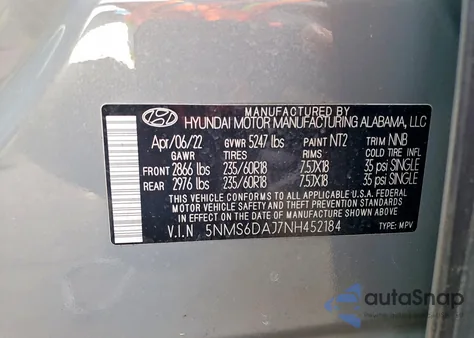 MANUFACTURED BY
HYUNDAI MOTOR MANUFACTURING ALABAMA, LLC
Apr/06/22 GVWR 5247 lbs PAINT NT2 TRIM NNB
GAWR TIRES RIMS COLD TIRE INFL
FRONT 2866 lbs 235/60R18 7.5JX18 35 psi SINGLE
REAR 2976 lbs 235/60R18 7.5JX18 35 psi SINGLE
THIS VEHICLE CONFORMS TO ALL APPLICABLE U.S.A. FEDERAL
MOTOR VEHICLE SAFETY AND THEFT PREVENTION STANDARDS
IN EFFECT ON THE DATE OF MANUFACTURE SHOWN ABOVE.
V.I.N 5NMS6DAJ7NH452184 TYPE: MPV
autoSnap